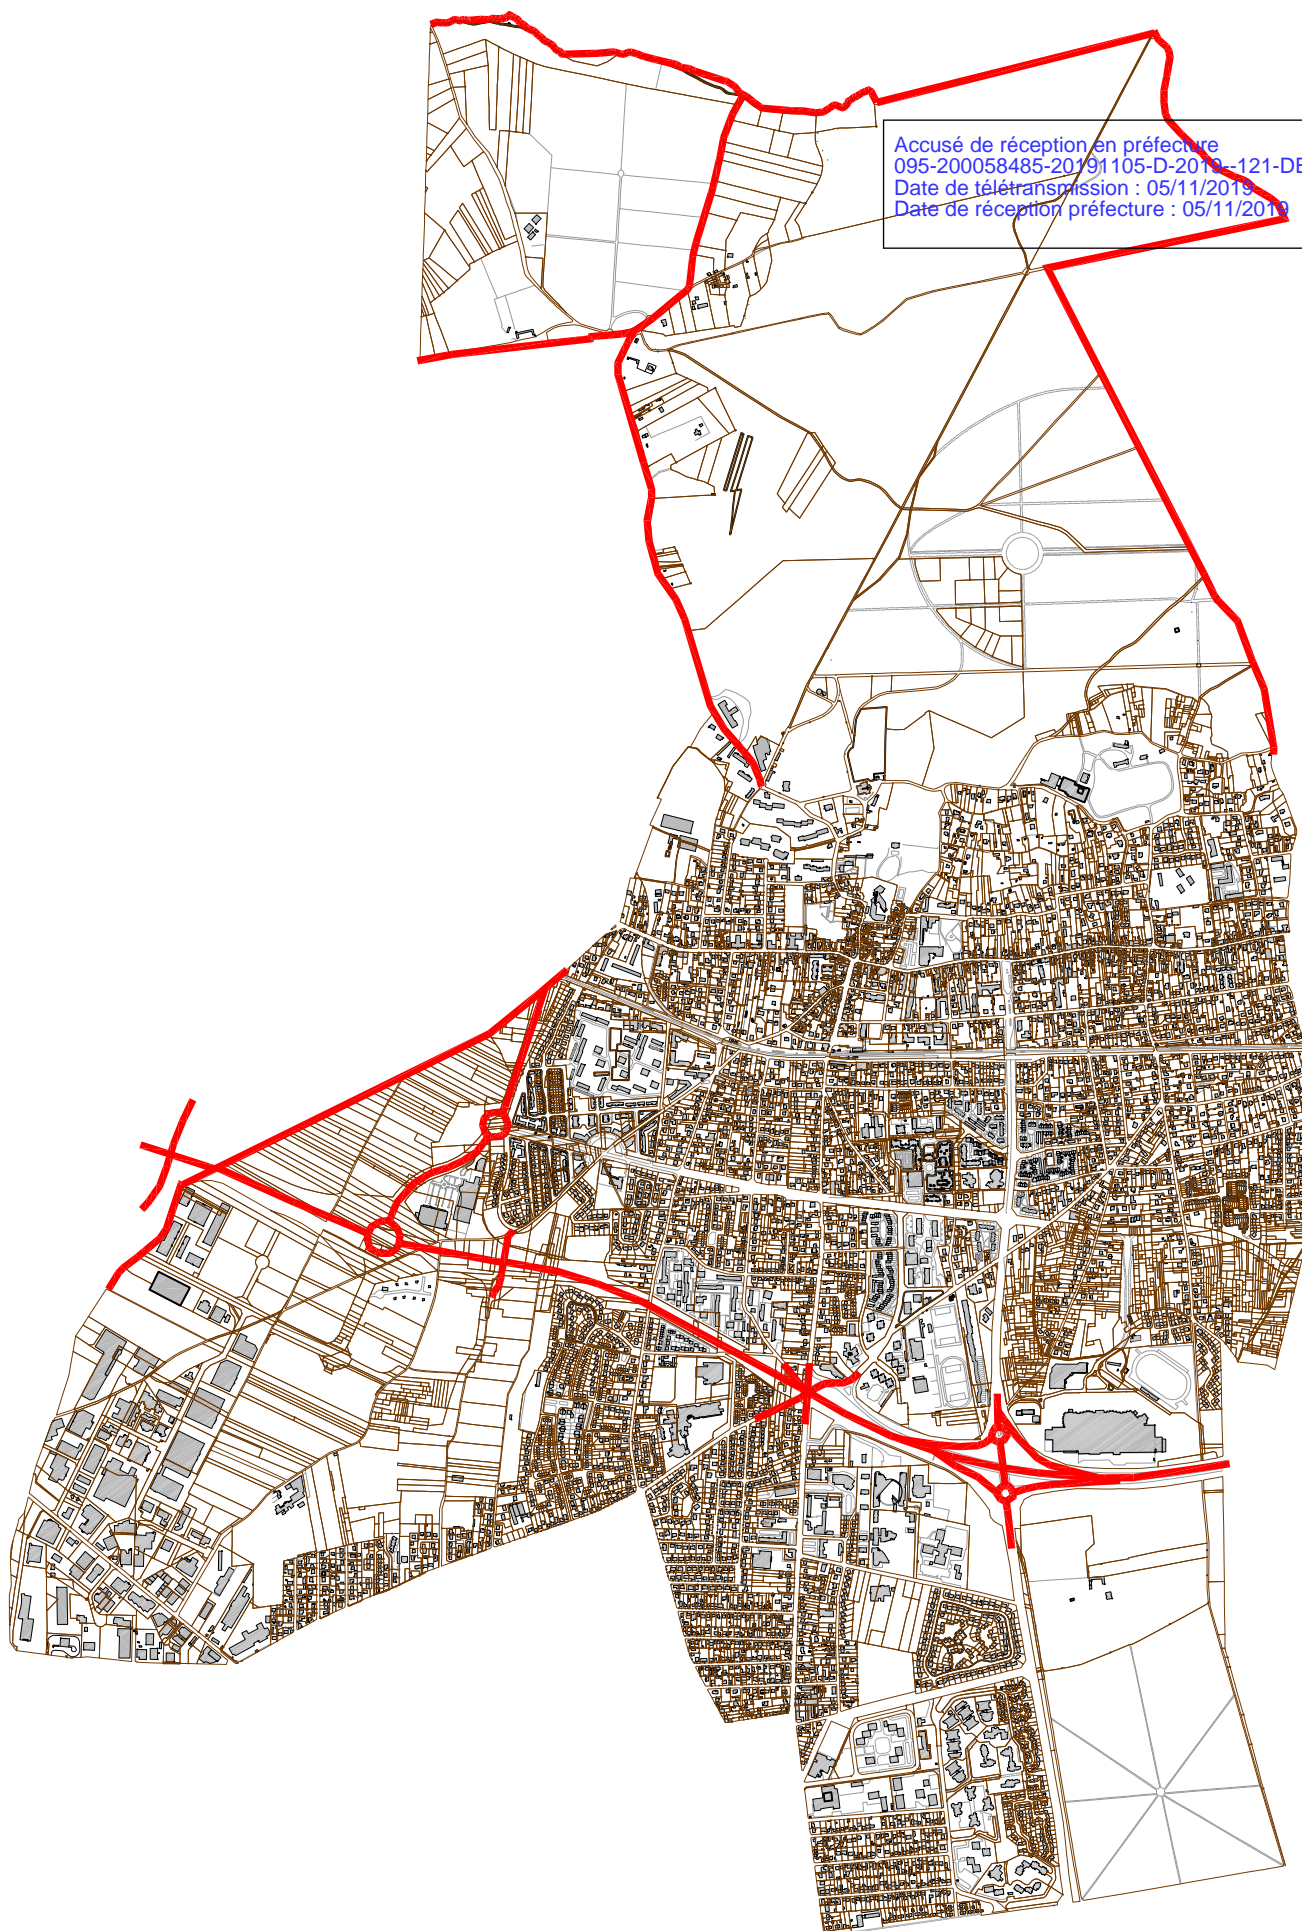 Accusé de réception en préfecture
095-200058485-20191105-D-2019--121-DE
Date de télétransmission : 05/11/2019
Date de réception préfecture : 05/11/2019